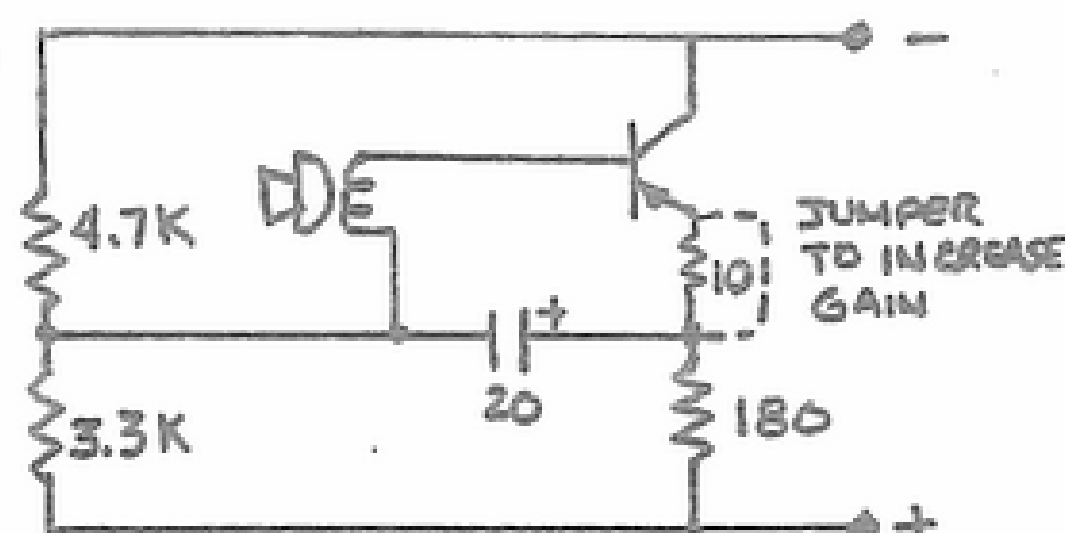 -
4.7K
JUMPER
TO INCREASE
GAIN
10
+
20
3.3K
180
+